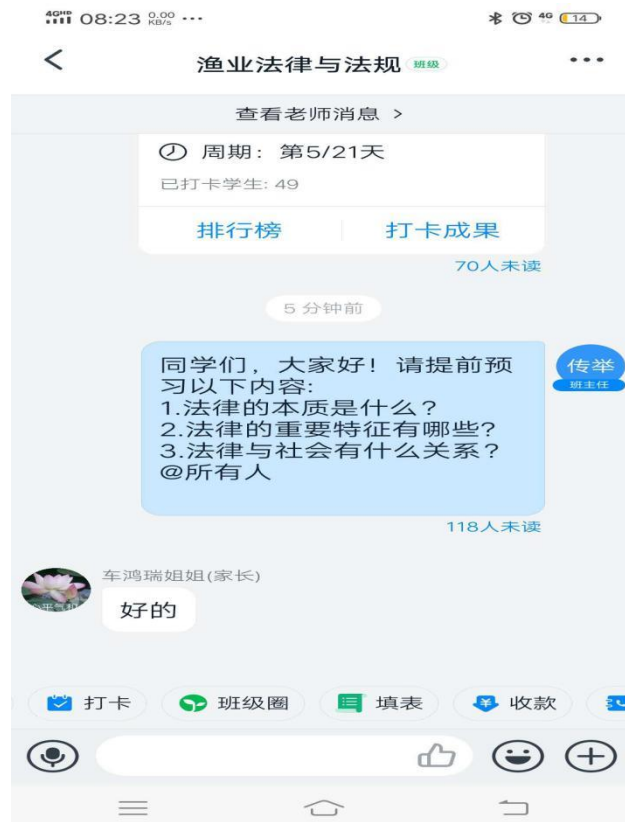 4GHD 08:23 0.00 KB/s ··· 4G 14
渔业法律与法规 班级
查看老师消息 >
周期：第5/21天
已打卡学生: 49
排行榜 打卡成果
70人未读
5 分钟前
同学们，大家好！请提前预
习以下内容:
1.法律的本质是什么？
2.法律的重要特征有哪些?
3.法律与社会有什么关系？
@所有人
传举
班主任
118人未读
车鸿瑞姐姐(家长)
好的
打卡 班级圈 填表 收款